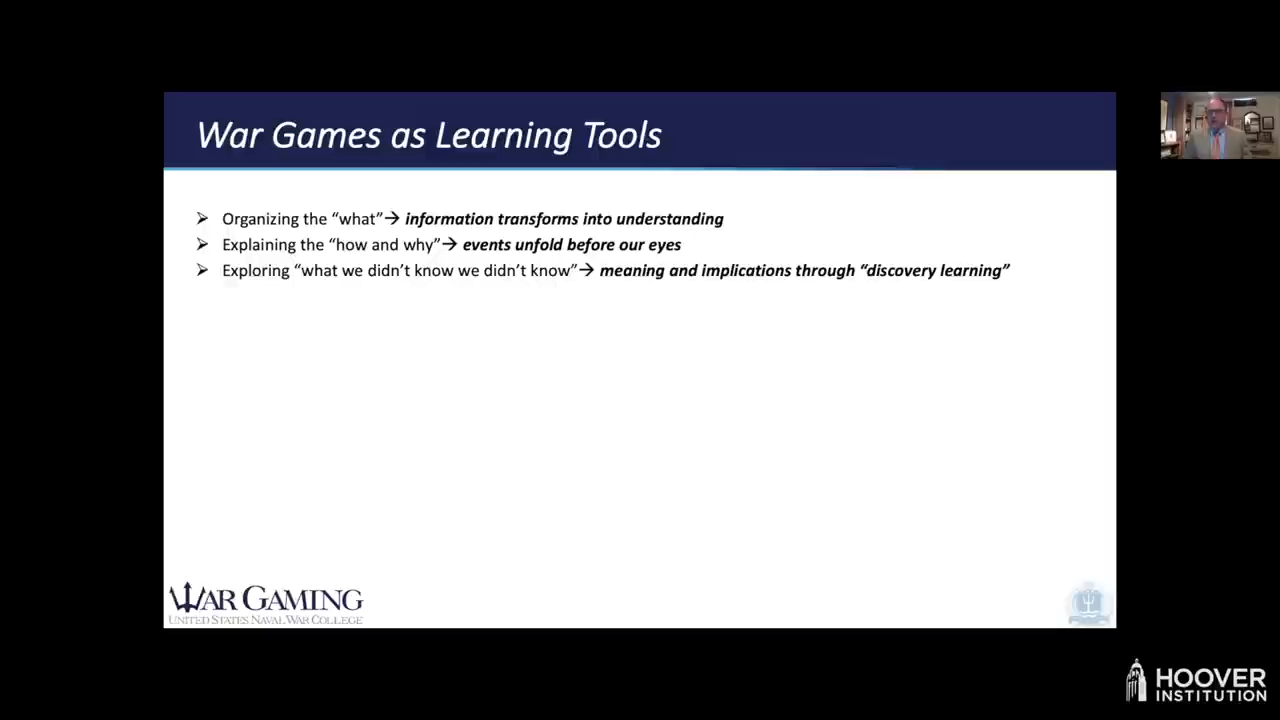 War Games as Learning Tools
Organizing the “what”→ information transforms into understanding
Explaining the “how and why”→ events unfold before our eyes
Exploring “what we didn’t know we didn’t know”→ meaning and implications through “discovery learning”
WAR GAMING
UNITED STATES NAVAL WAR COLLEGE
HOOVER
INSTITUTION